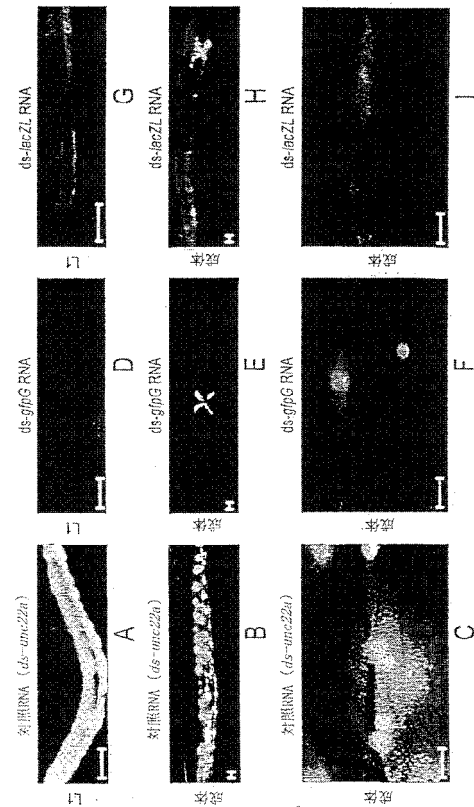 对照RNA (ds-unc22a)
L1
A
ds-gfpG RNA
L1
D
ds-lacZL RNA
L1
G
对照RNA (ds-unc22a)
成体
B
ds-gfpG RNA
成体
E
ds-lacZL RNA
成体
H
对照RNA (ds-unc22a)
成体
C
ds-gfpG RNA
成体
F
ds-lacZL RNA
成体
I